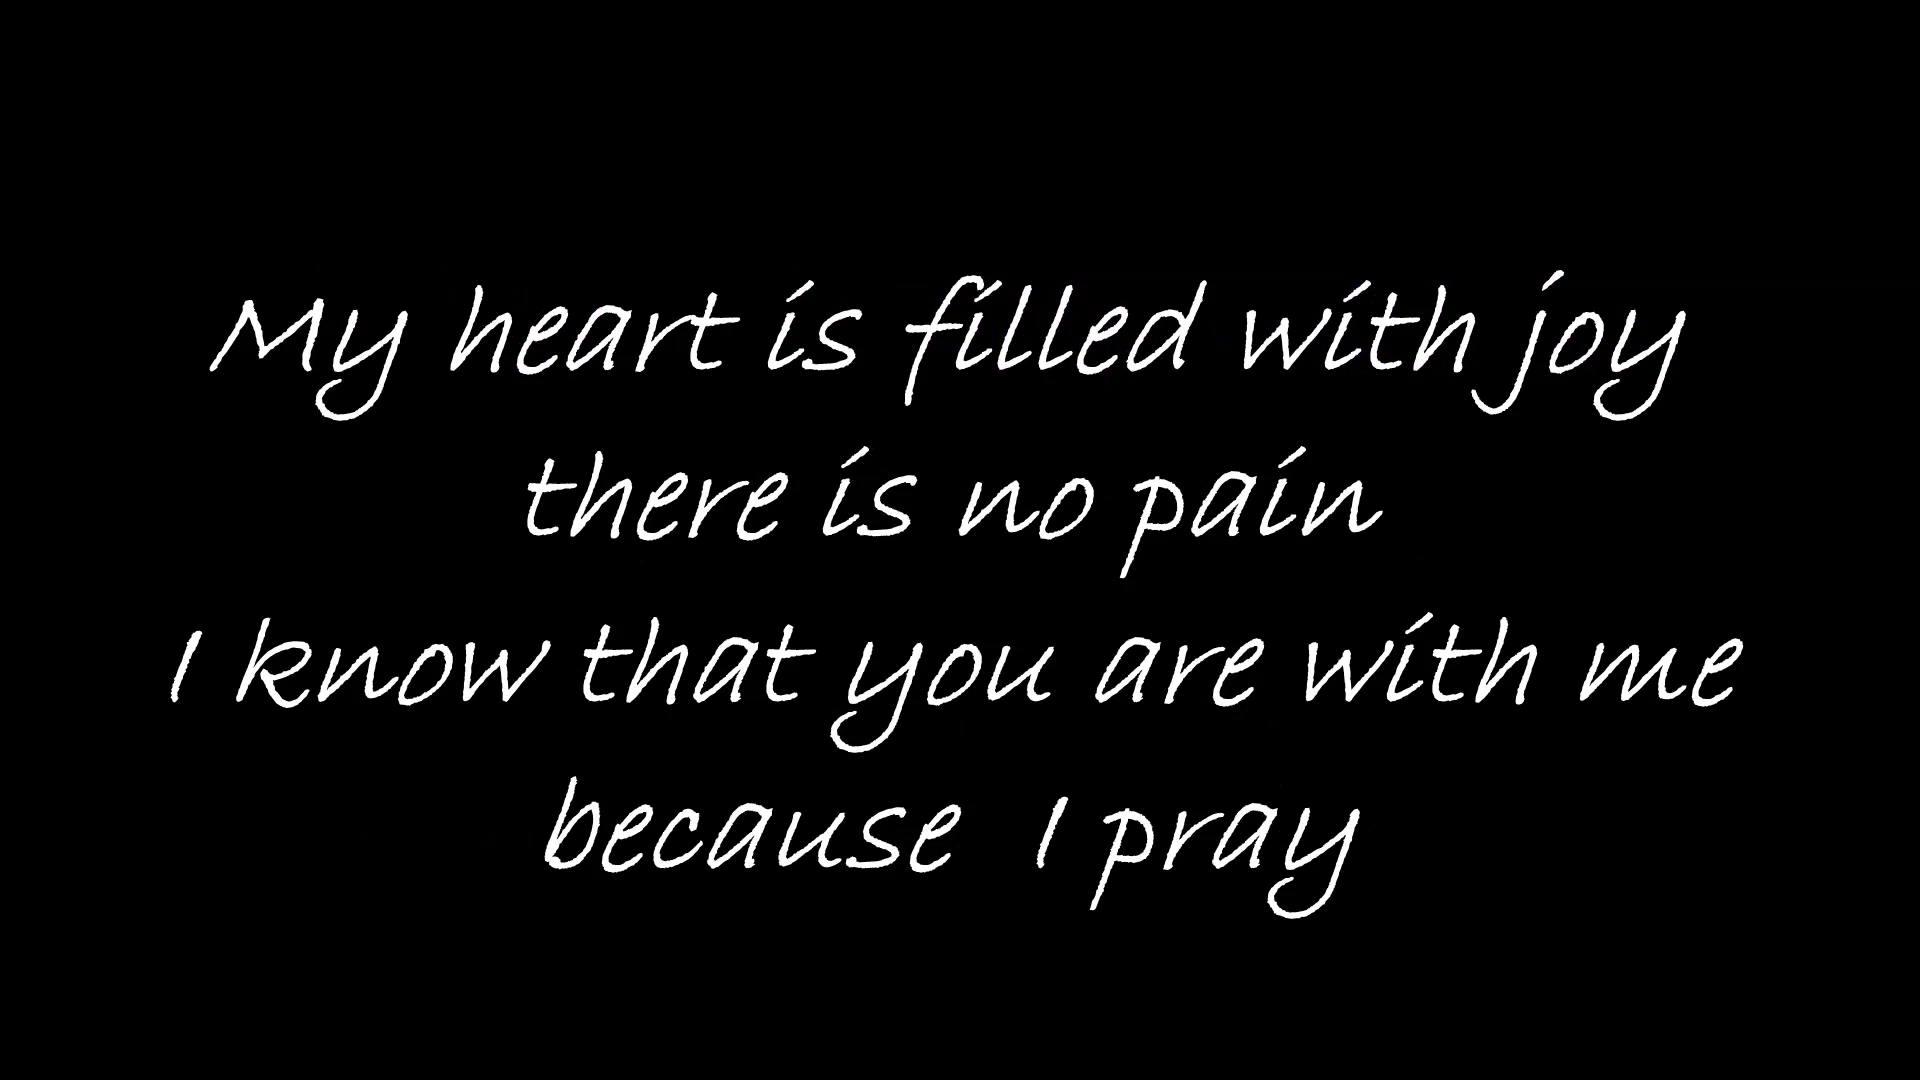 My heart is filled with joy
there is no pain
I know that you are with me
because  I pray